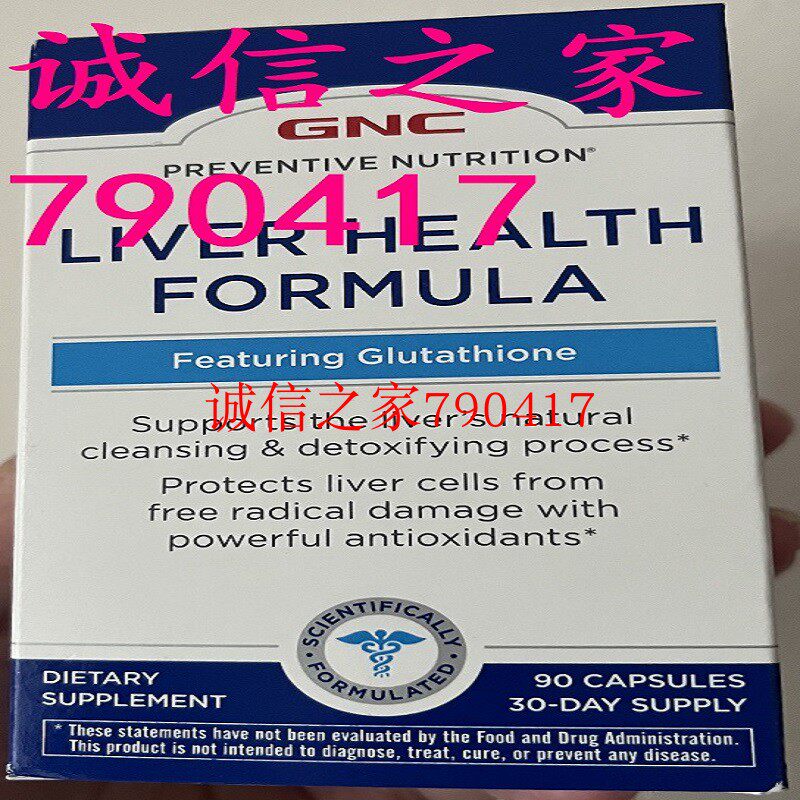 诚信之家
GNC
PREVENTIVE NUTRITION®
790417
LIVER HEALTH
FORMULA
Featuring Glutathione
诚信之家790417
Supports the liver's natural
cleansing & detoxifying process*
Protects liver cells from
free radical damage with
powerful antioxidants*
SCIENTIFICALLY
FORMULATED
DIETARY
SUPPLEMENT
90 CAPSULES
30-DAY SUPPLY
* These statements have not been evaluated by the Food and Drug Administration.
This product is not intended to diagnose, treat, cure, or prevent any disease.